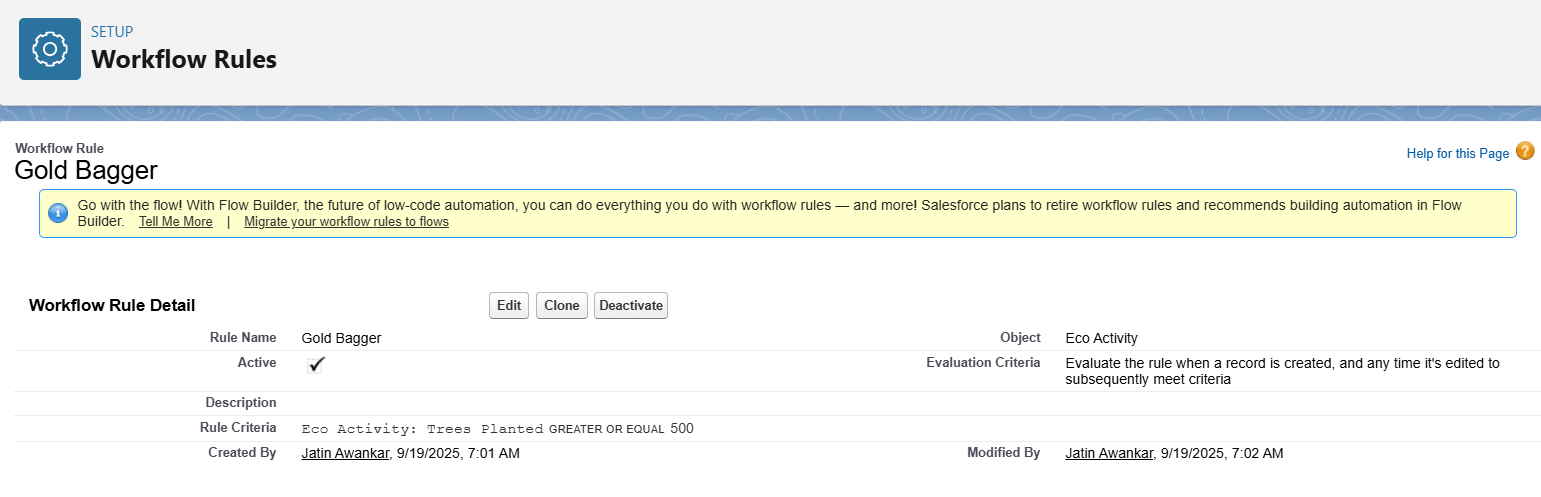 SETUP
Workflow Rules
Workflow Rule
Gold Bagger
Help for this Page ?
Go with the flow! With Flow Builder, the future of low-code automation, you can do everything you do with workflow rules — and more! Salesforce plans to retire workflow rules and recommends building automation in Flow
Builder. Tell Me More | Migrate your workflow rules to flows
Workflow Rule Detail Edit Clone Deactivate
Rule Name Gold Bagger Object Eco Activity
Active Evaluation Criteria Evaluate the rule when a record is created, and any time it's edited to
subsequently meet criteria
Description
Rule Criteria Eco Activity: Trees Planted GREATER OR EQUAL 500
Created By Jatin Awankar, 9/19/2025, 7:01 AM Modified By Jatin Awankar, 9/19/2025, 7:02 AM